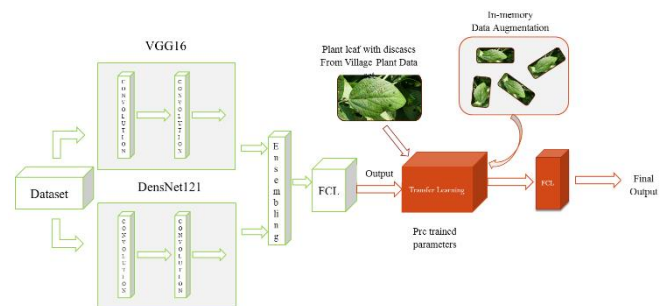 In-memory
Data Augmentation
VGG16
Plant leaf with diseases
From Village Plant Data
CONVOLUTION
CONVOLUTION
Ensembling
Dataset
FCL
Output
Transfer Learning
FCL
Final
Output
DensNet121
Pre trained
parameters
CONVOLUTION
CONVOLUTION